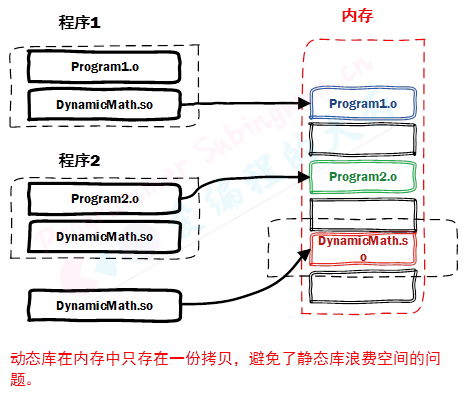 程序1
内存
Program1.o
DynamicMath.so
Program1.o
程序2
Program2.o
Program2.o
DynamicMath.so
DynamicMath.s
o
DynamicMath.so
动态库在内存中只存在一份拷贝，避免了静态库浪费空间的问
题。